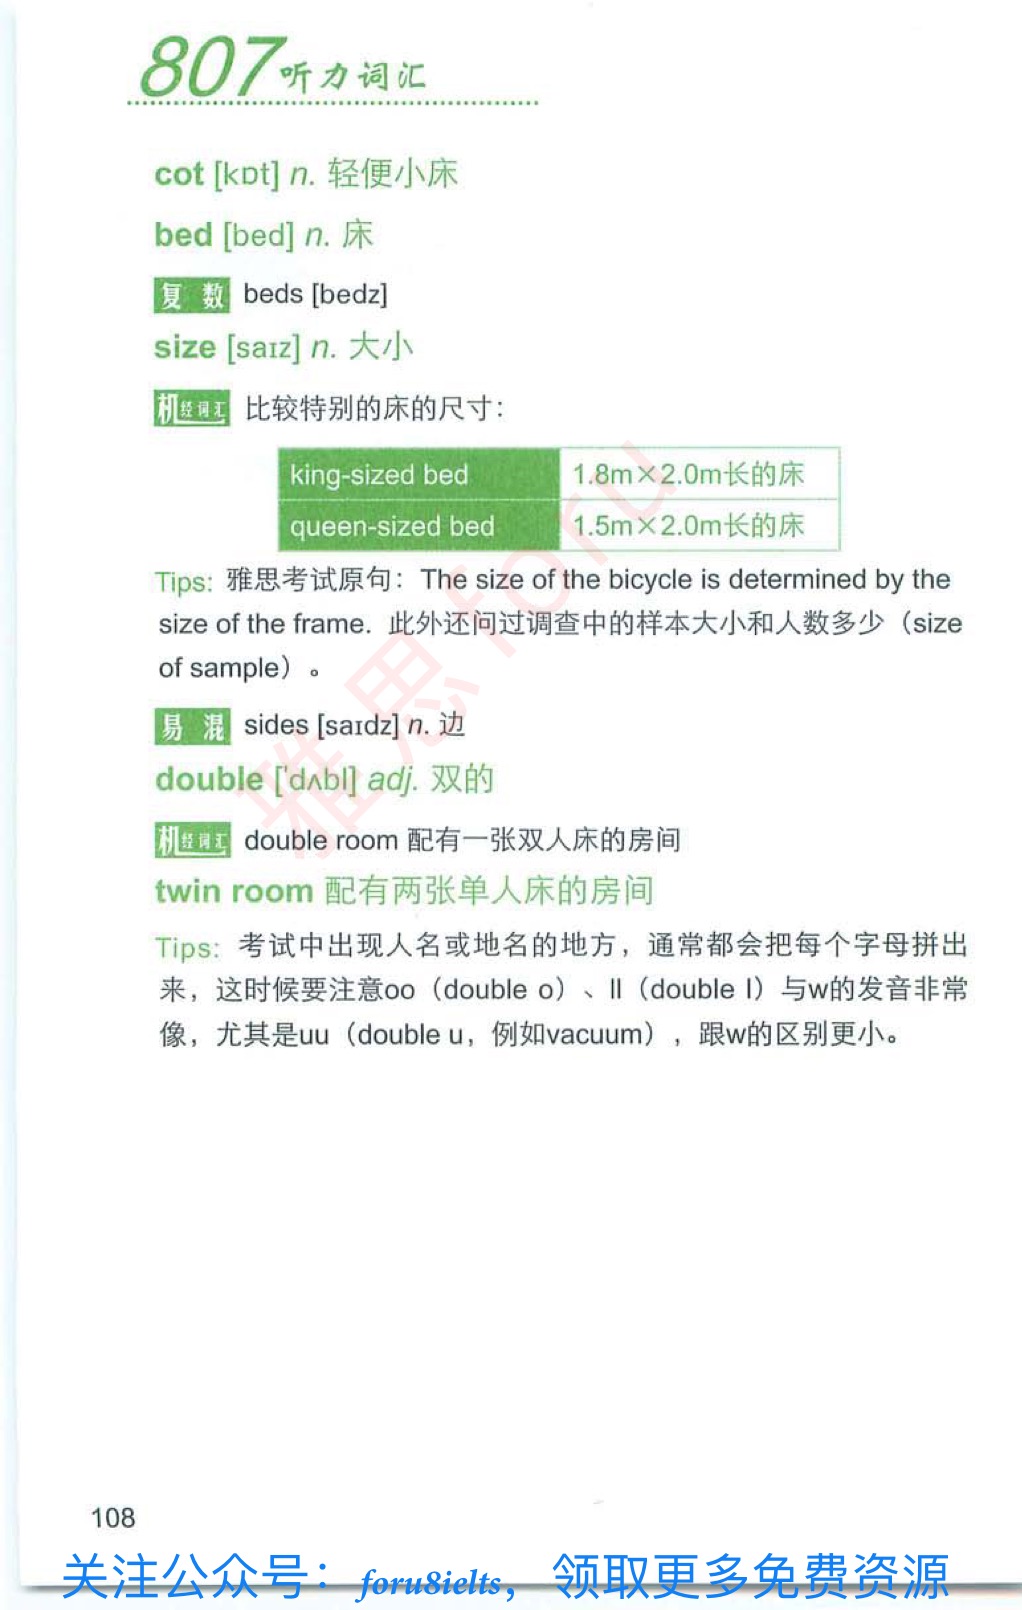 807听力词汇
cot [kɒt] n. 轻便小床
bed [bed] n. 床
复 数 beds [bedz]
size [saɪz] n. 大小
机经词汇 比较特别的床的尺寸：
king-sized bed 1.8m×2.0m长的床
queen-sized bed 1.5m×2.0m长的床
Tips: 雅思考试原句：The size of the bicycle is determined by the
size of the frame. 此外还问过调查中的样本大小和人数多少（size
of sample）。
易 混 sides [saɪdz] n. 边
double [ˈdʌbl] adj. 双的
机经词汇 double room 配有一张双人床的房间
twin room 配有两张单人床的房间
Tips: 考试中出现人名或地名的地方，通常都会把每个字母拼出
来，这时候要注意oo（double o）、ll（double l）与w的发音非常
像，尤其是uu（double u，例如vacuum），跟w的区别更小。
雅思 foru
108
关注公众号：foru8ielts，领取更多免费资源